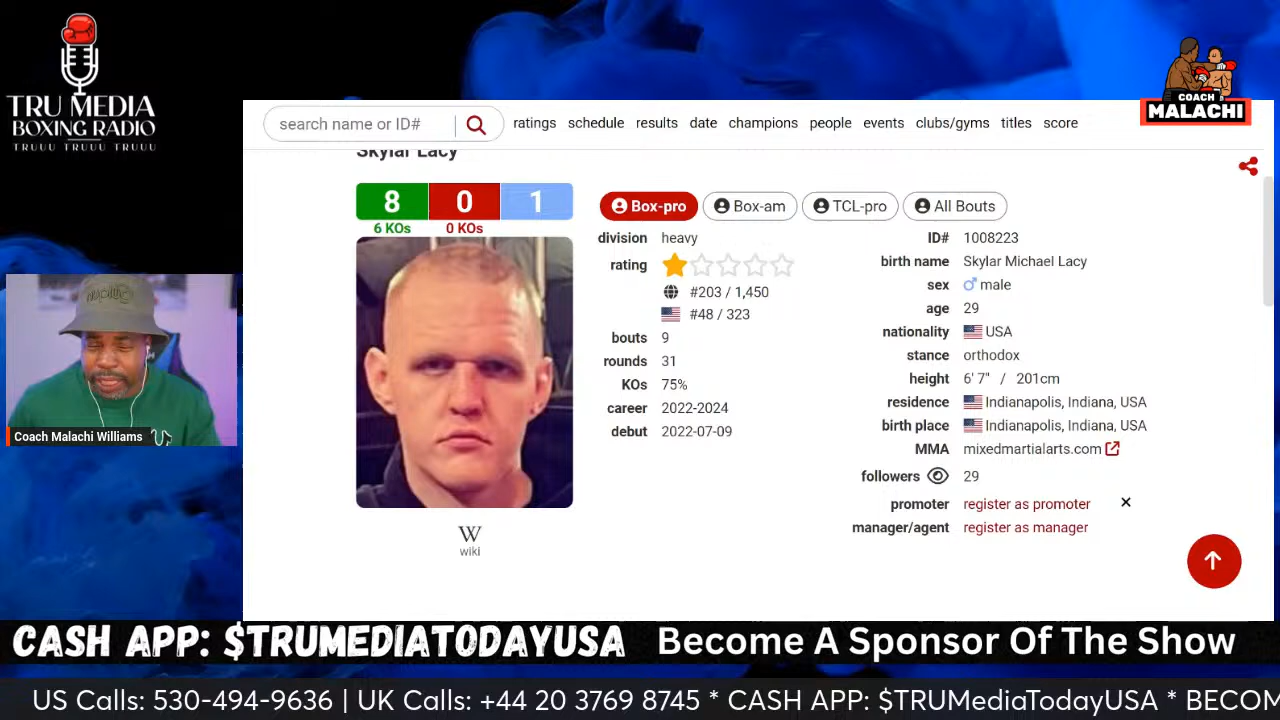 TRU MEDIA
BOXING RADIO
TRUUU TRUUU TRUUU
COACH
MALACHI
search name or ID#
ratings schedule results date champions people events clubs/gyms titles score
Skylar Lacy
8 0 1
6 KOs 0 KOs
Box-pro Box-am TCL-pro All Bouts
division heavy
rating
#203 / 1,450
#48 / 323
bouts 9
rounds 31
KOs 75%
career 2022-2024
debut 2022-07-09
ID# 1008223
birth name Skylar Michael Lacy
sex ♂ male
age 29
nationality USA
stance orthodox
height 6' 7" / 201cm
residence Indianapolis, Indiana, USA
birth place Indianapolis, Indiana, USA
MMA mixedmartialarts.com
followers 29
promoter register as promoter
manager/agent register as manager
W
wiki
Coach Malachi Williams
CASH APP: $TRUMEDIATODAYUSA Become A Sponsor Of The Show
US Calls: 530-494-9636 | UK Calls: +44 20 3769 8745 * CASH APP: $TRUMediaTodayUSA * BECOM